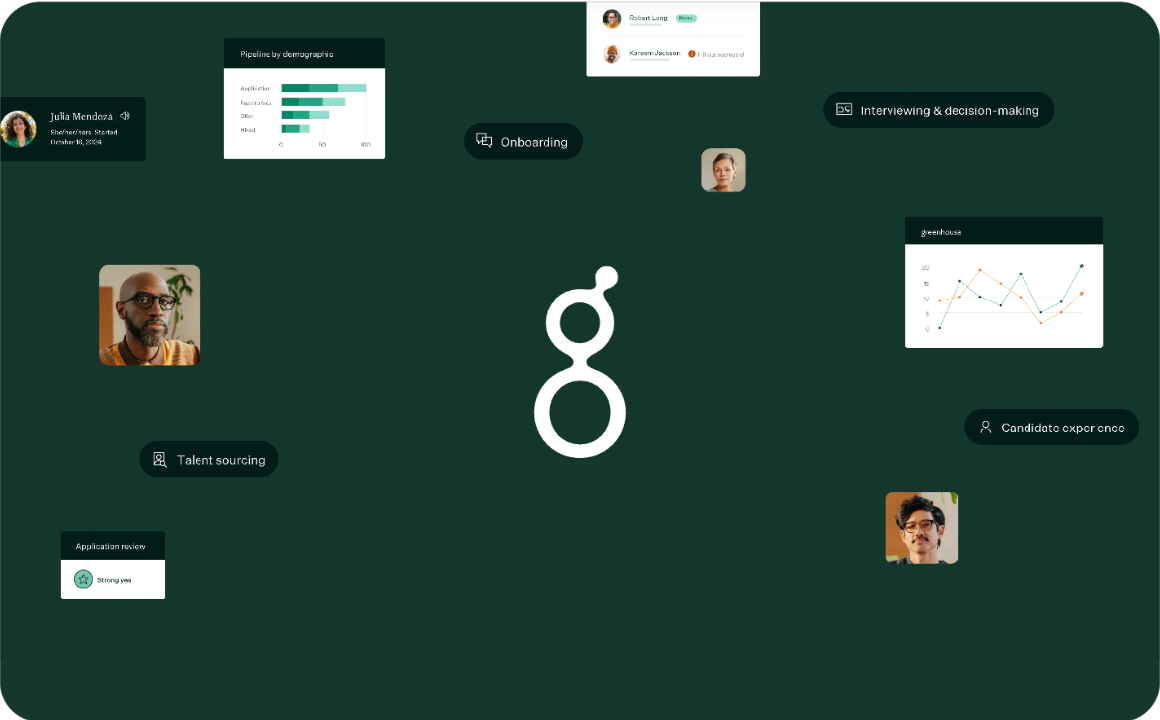 Robert Long
Kareem Jackson
Fill out scorecard
Pipeline by demographic
Application
Face to face
Offer
Hired
0 50 100
Julia Mendoza
She/her/hers Started
October 16, 2024
Onboarding
Interviewing & decision-making
greenhouse
20
15
10
5
0
Candidate experience
Talent sourcing
Application review
Strong yes